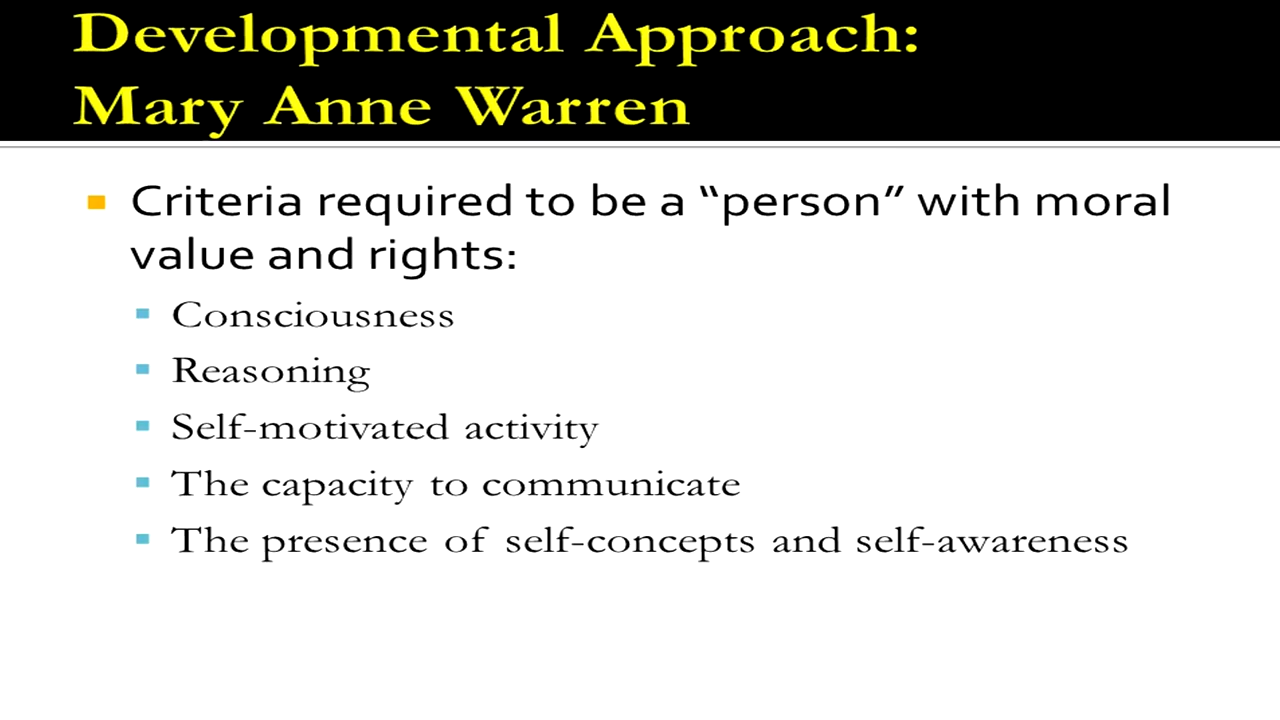 Developmental Approach:
Mary Anne Warren
Criteria required to be a “person” with moral
value and rights:
Consciousness
Reasoning
Self-motivated activity
The capacity to communicate
The presence of self-concepts and self-awareness